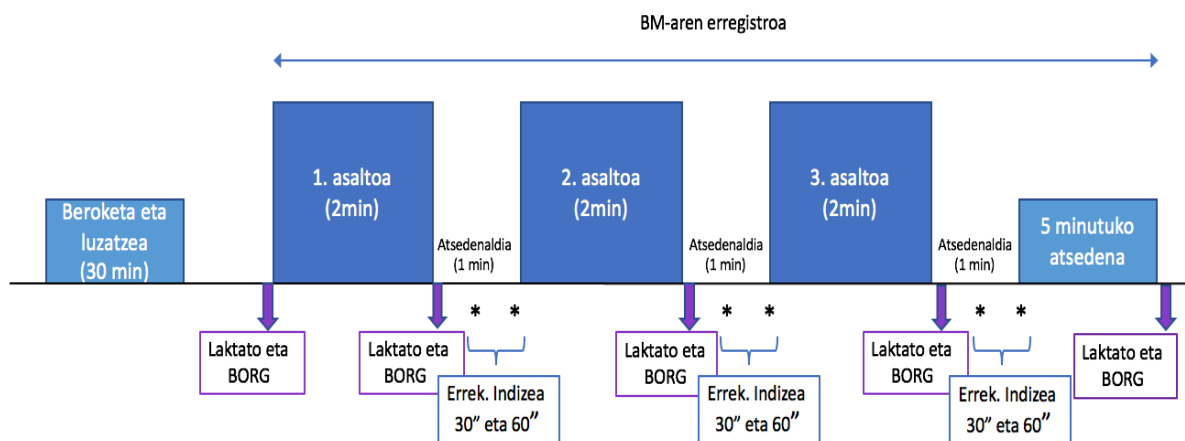 BM-aren erregistroa
1. asaltoa
(2min)
2. asaltoa
(2min)
3. asaltoa
(2min)
Beroketa eta
luzatzea
(30 min)
Atsedenaldia
(1 min)
Atsedenaldia
(1 min)
Atsedenaldia
(1 min)
5 minutuko
atsedena
* *
* *
* *
Laktato eta
BORG
Laktato eta
BORG
Laktato eta
BORG
Laktato eta
BORG
Laktato eta
BORG
Errek. Indizea
30” eta 60”
Errek. Indizea
30” eta 60”
Errek. Indizea
30” eta 60”